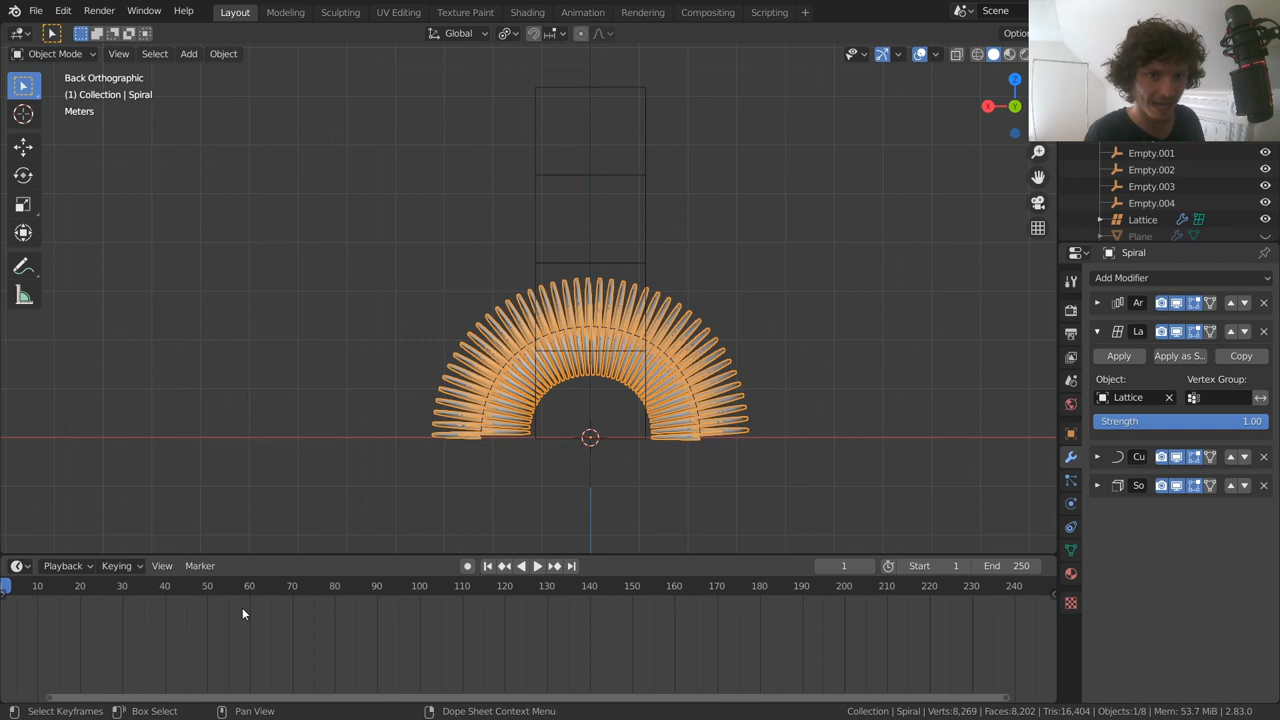 File Edit Render Window Help
Layout Modeling Sculpting UV Editing Texture Paint Shading Animation Rendering Compositing Scripting +
Scene
Global
Optio
Object Mode View Select Add Object
Back Orthographic
(1) Collection | Spiral
Meters
Z
X
Y
Empty.001
Empty.002
Empty.003
Empty.004
Lattice
Plane
Spiral
Add Modifier
Ar
La
Apply
Apply as S...
Copy
Object: Vertex Group:
Lattice
Strength 1.00
Cu
So
Playback Keying View Marker
1 Start 1 End 250
10 20 30 40 50 60 70 80 90 100 110 120 130 140 150 160 170 180 190 200 210 220 230 240
Select Keyframes Box Select Pan View Dope Sheet Context Menu
Collection | Spiral | Verts:8,269 | Faces:8,202 | Tris:16,404 | Objects:1/8 | Mem: 53.7 MiB | 2.83.0